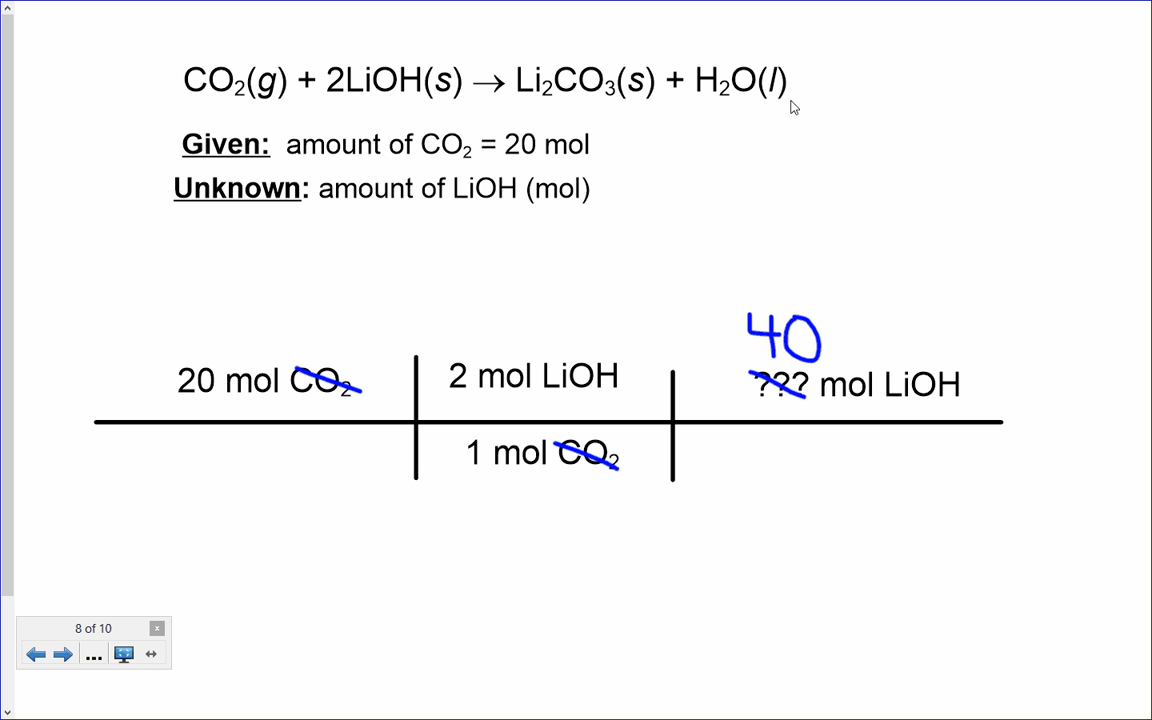 CO₂(g) + 2LiOH(s) → Li₂CO₃(s) + H₂O(l)
Given: amount of CO₂ = 20 mol
Unknown: amount of LiOH (mol)
40
20 mol CO₂ 2 mol LiOH ??? mol LiOH
1 mol CO₂
8 of 10